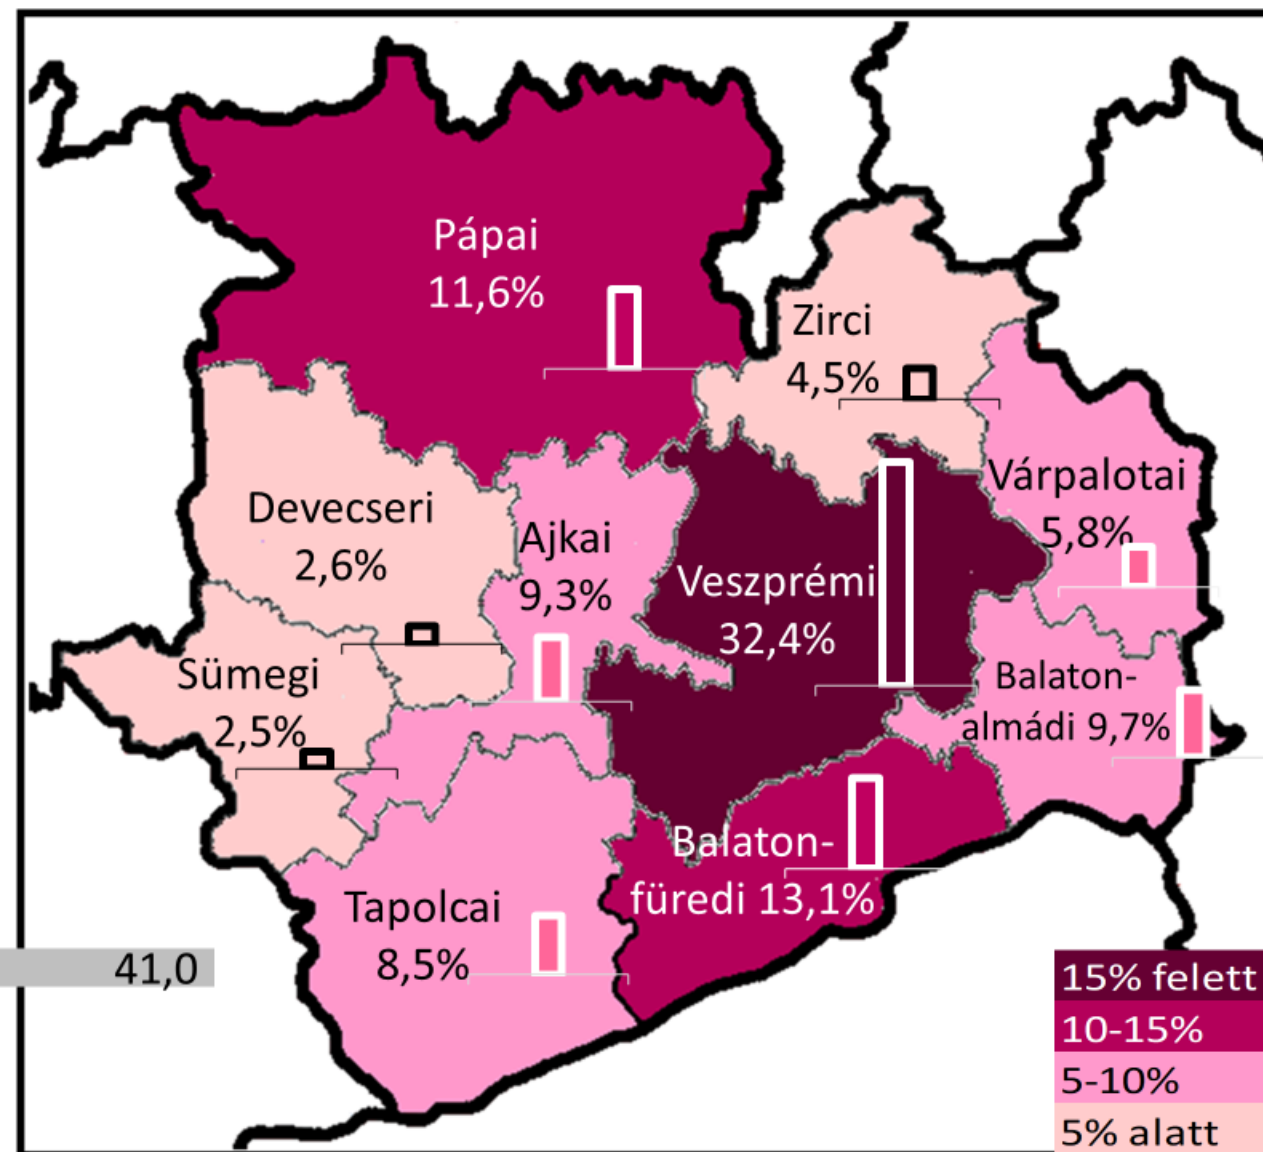 Pápai
11,6%
Zirci
4,5%
Várpalotai
5,8%
Devecseri
2,6%
Ajkai
9,3%
Veszprémi
32,4%
Sümegi
2,5%
Balaton-
almádi 9,7%
Balaton-
füredi 13,1%
Tapolcai
8,5%
41,0
15% felett
10-15%
5-10%
5% alatt